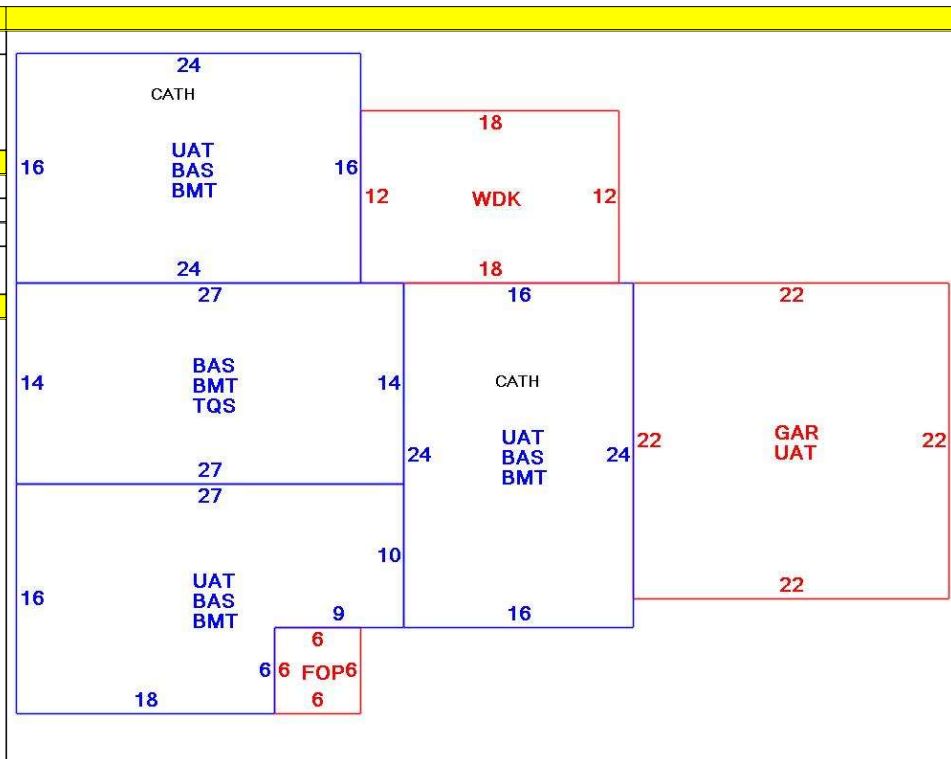 24
CATH
18
UAT
BAS
BMT
16
16
12
WDK
12
24
18
27
16
22
BAS
BMT
TQS
14
14
CATH
UAT
BAS
BMT
24
24
22
GAR
UAT
22
27
27
10
UAT
BAS
BMT
16
9
16
22
6
6
6
FOP
6
6
18